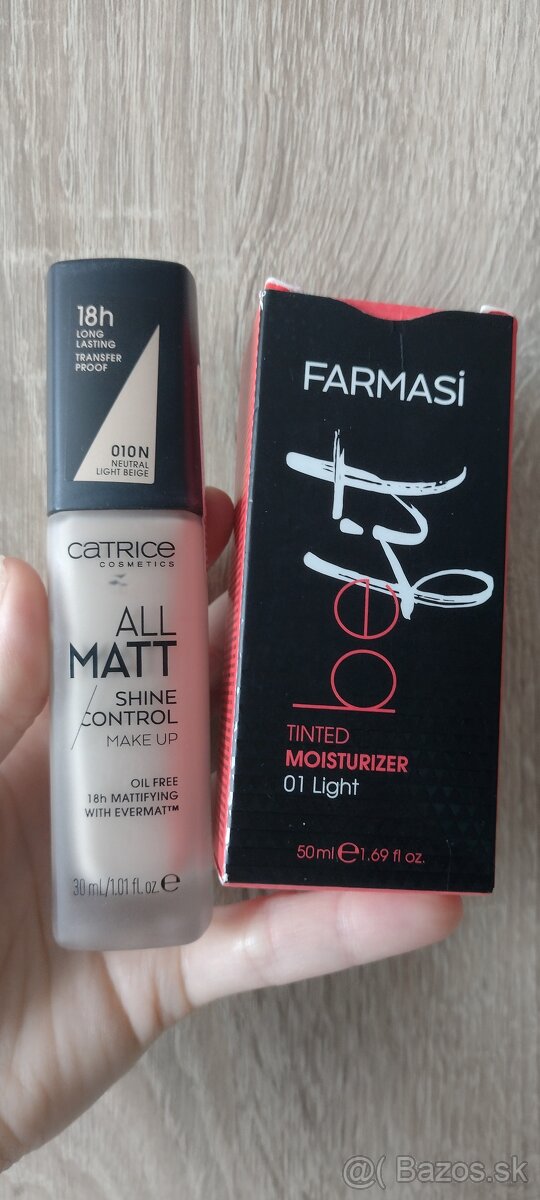 18h
LONG
LASTING
TRANSFER
PROOF
010N
NEUTRAL
LIGHT BEIGE
CATRICE
COSMETICS
ALL
MATT
SHINE
CONTROL
MAKE UP
OIL FREE
18h MATTIFYING
WITH EVERMAT™
30 mL/1.01 fl. oz. ℮
FARMASi
be fit
TINTED
MOISTURIZER
01 Light
50 ml ℮ 1.69 fl oz.
@( Bazos.sk